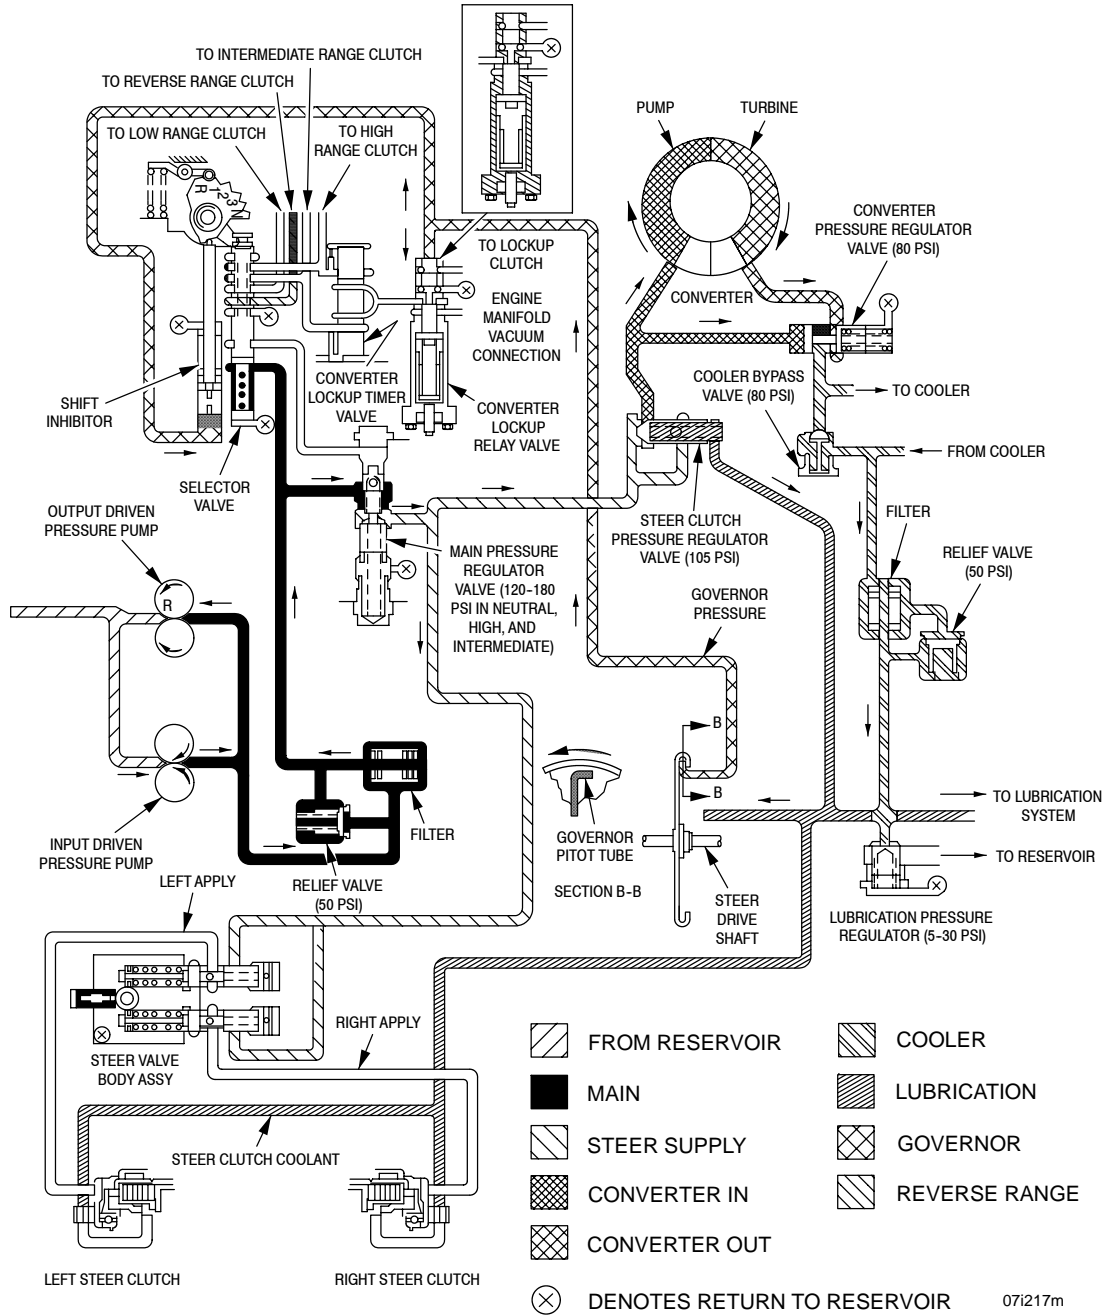 TO INTERMEDIATE RANGE CLUTCH
TO REVERSE RANGE CLUTCH
TO LOW RANGE CLUTCH
TO HIGH
RANGE CLUTCH
R
1
2
3
N
PUMP
TURBINE
CONVERTER
PRESSURE REGULATOR
VALVE (80 PSI)
TO LOCKUP
CLUTCH
ENGINE
MANIFOLD
VACUUM
CONNECTION
CONVERTER
COOLER BYPASS
VALVE (80 PSI)
TO COOLER
SHIFT
INHIBITOR
CONVERTER
LOCKUP TIMER
VALVE
CONVERTER
LOCKUP
RELAY VALVE
FROM COOLER
SELECTOR
VALVE
OUTPUT DRIVEN
PRESSURE PUMP
R
MAIN PRESSURE
REGULATOR
VALVE (120-180
PSI IN NEUTRAL,
HIGH, AND
INTERMEDIATE)
STEER CLUTCH
PRESSURE REGULATOR
VALVE (105 PSI)
FILTER
RELIEF VALVE
(50 PSI)
GOVERNOR
PRESSURE
B
B
INPUT DRIVEN
PRESSURE PUMP
FILTER
RELIEF VALVE
(50 PSI)
GOVERNOR
PITOT TUBE
SECTION B-B
STEER
DRIVE
SHAFT
TO LUBRICATION
SYSTEM
TO RESERVOIR
LUBRICATION PRESSURE
REGULATOR (5-30 PSI)
LEFT APPLY
RIGHT APPLY
STEER VALVE
BODY ASSY
STEER CLUTCH COOLANT
LEFT STEER CLUTCH
RIGHT STEER CLUTCH
FROM RESERVOIR
COOLER
MAIN
LUBRICATION
STEER SUPPLY
GOVERNOR
CONVERTER IN
REVERSE RANGE
CONVERTER OUT
DENOTES RETURN TO RESERVOIR
07i217m